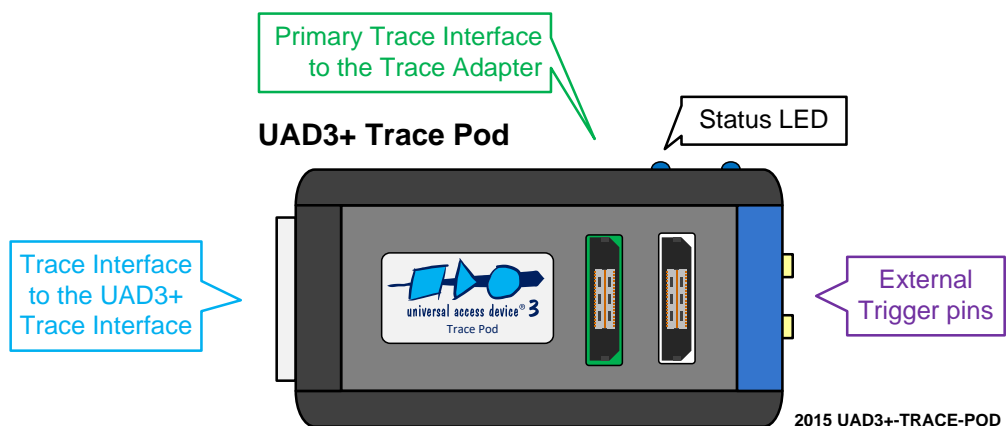 Primary Trace Interface
to the Trace Adapter
Status LED
UAD3+ Trace Pod
Trace Interface
to the UAD3+
Trace Interface
universal access device® 3
Trace Pod
External
Trigger pins
2015 UAD3+-TRACE-POD